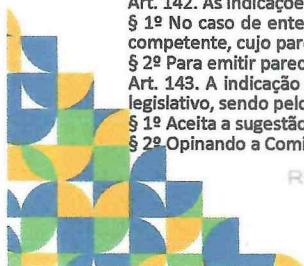 Art. 142. As indicações
§ 1º No caso de ente
competente, cujo pare
§ 2º Para emitir parec
Art. 143. A indicação
legislativo, sendo pelo
§ 1º Aceita a sugestão
§ 2º Opinando a Comi
R